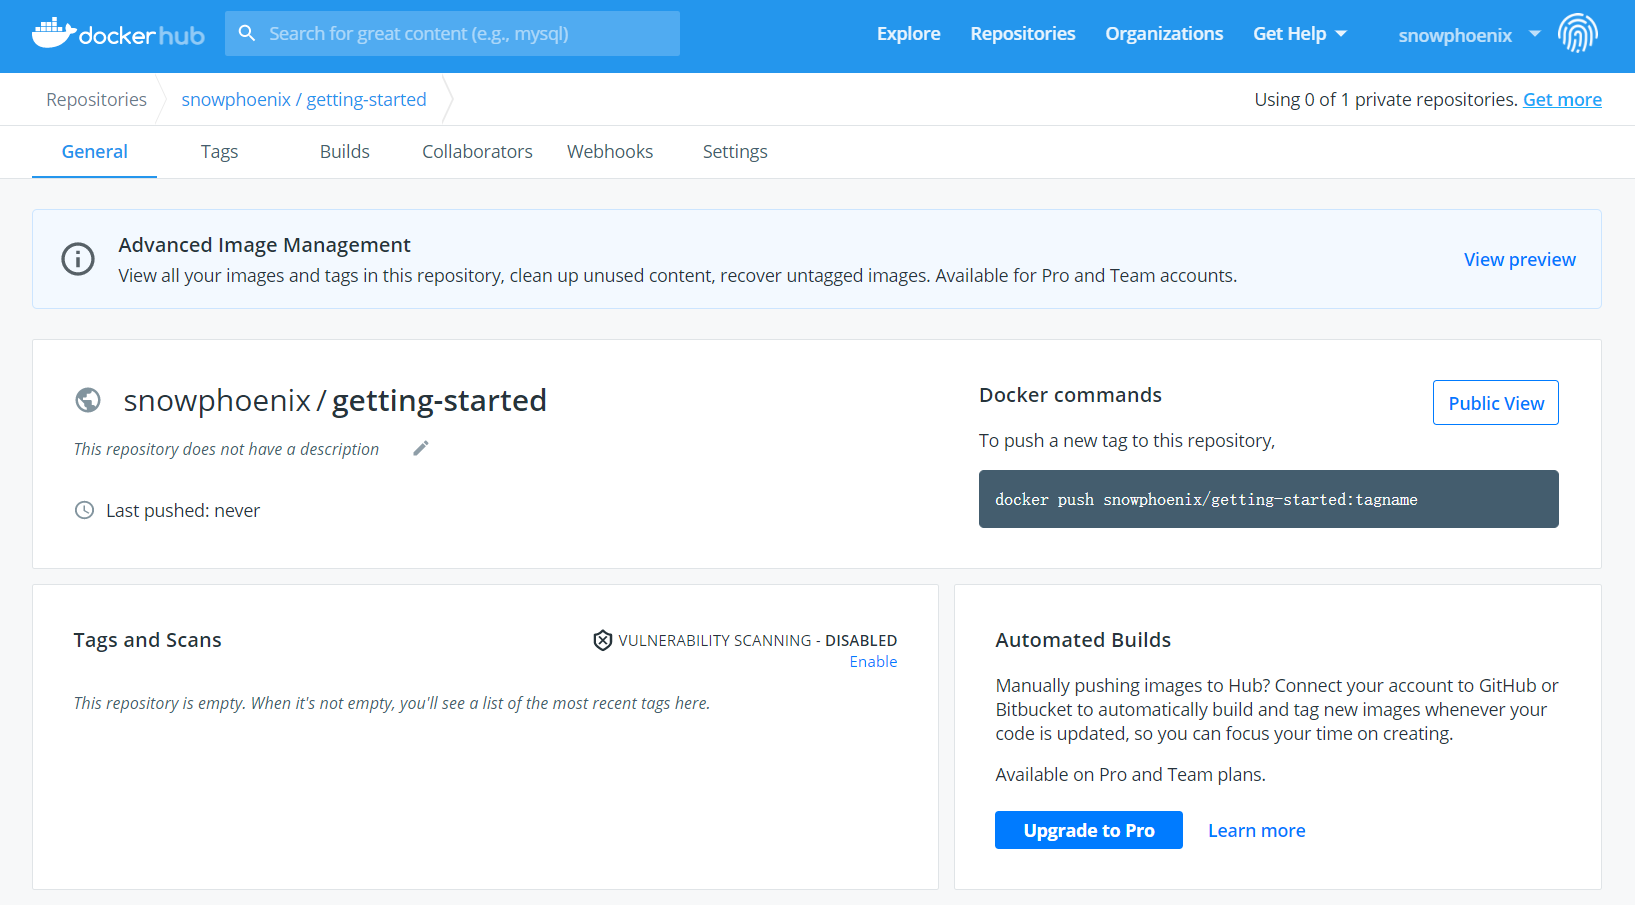 docker hub
Search for great content (e.g., mysql)
Explore
Repositories
Organizations
Get Help
snowphoenix
Repositories
snowphoenix / getting-started
Using 0 of 1 private repositories. Get more
General
Tags
Builds
Collaborators
Webhooks
Settings
Advanced Image Management
View all your images and tags in this repository, clean up unused content, recover untagged images. Available for Pro and Team accounts.
View preview
snowphoenix / getting-started
This repository does not have a description
Last pushed: never
Docker commands
Public View
To push a new tag to this repository,
docker push snowphoenix/getting-started:tagname
Tags and Scans
VULNERABILITY SCANNING - DISABLED
Enable
This repository is empty. When it's not empty, you'll see a list of the most recent tags here.
Automated Builds
Manually pushing images to Hub? Connect your account to GitHub or
Bitbucket to automatically build and tag new images whenever your
code is updated, so you can focus your time on creating.
Available on Pro and Team plans.
Upgrade to Pro
Learn more